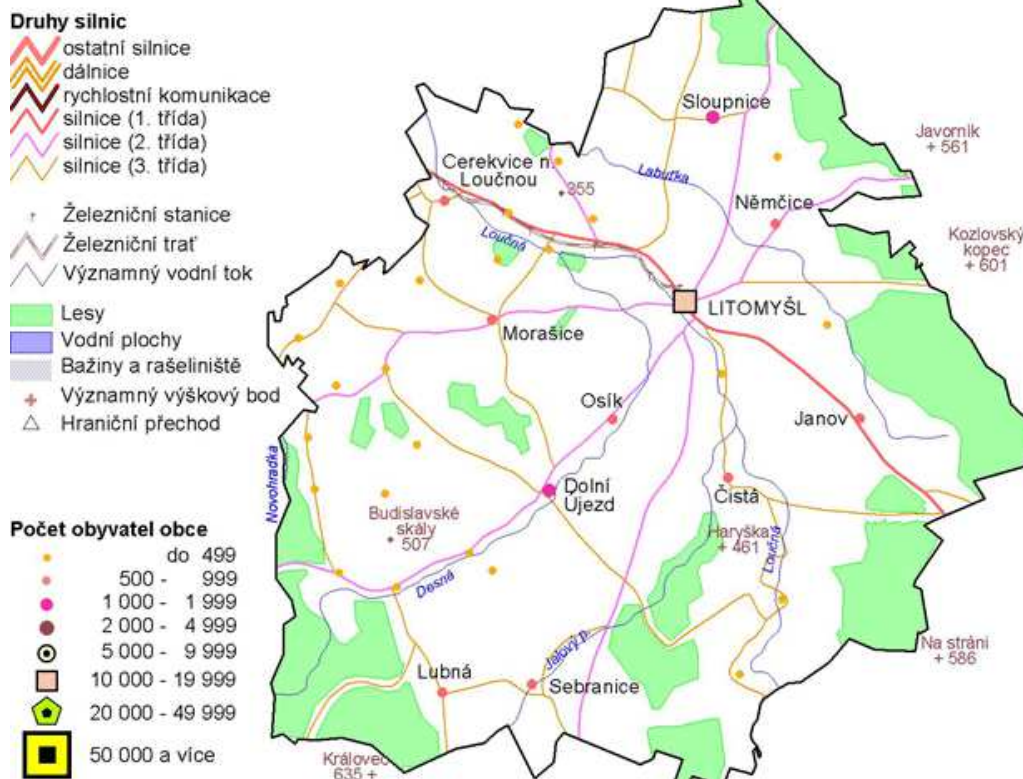 Druhy silnic
ostatní silnice
dálnice
rychlostní komunikace
silnice (1. třída)
silnice (2. třída)
silnice (3. třída)
Železniční stanice
Železniční trať
Významný vodní tok
Lesy
Vodní plochy
Bažiny a rašeliniště
Významný výškový bod
Hraniční přechod
Počet obyvatel obce
do 499
500 - 999
1 000 - 1 999
2 000 - 4 999
5 000 - 9 999
10 000 - 19 999
20 000 - 49 999
50 000 a více
Sloupnice
Javorník
+ 561
Cerekvice n.
Loučnou
355
Labuťka
Němčice
Loučná
Kozlovský
kopec
+ 601
LITOMYŠL
Morašice
Osík
Janov
Novohradka
Dolní
Újezd
Čistá
Budislavské
skály
507
Haryška
+ 461
Loučná
Desná
Na stráni
+ 586
Jalový p.
Lubná
Sebranice
Královec
635 +